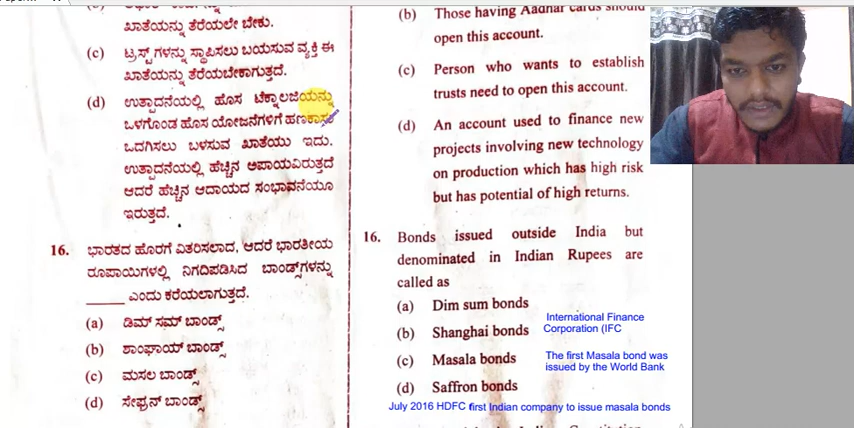 ಖಾತೆಯನ್ನು ತೆರೆಯಲೇ ಬೇಕು.
(c) ಟ್ರಸ್ಟ್ ಗಳನ್ನು ಸ್ಥಾಪಿಸಲು ಬಯಸುವ ವ್ಯಕ್ತಿ ಈ
ಖಾತೆಯನ್ನು ತೆರೆಯಬೇಕಾಗುತ್ತದೆ.
(d) ಉತ್ಪಾದನೆಯಲ್ಲಿ ಹೊಸ ಟೆಕ್ನಾಲಜಿಯನ್ನು
ಒಳಗೊಂಡ ಹೊಸ ಯೋಜನೆಗಳಿಗೆ ಹಣಕಾಸು
ಒದಗಿಸಲು ಬಳಸುವ ಖಾತೆಯು ಇದು.
ಉತ್ಪಾದನೆಯಲ್ಲಿ ಹೆಚ್ಚಿನ ಅಪಾಯವಿರುತ್ತದೆ
ಆದರೆ ಹೆಚ್ಚಿನ ಆದಾಯದ ಸಂಭಾವನೆಯೂ
ಇರುತ್ತದೆ.
16. ಭಾರತದ ಹೊರಗೆ ವಿತರಿಸಲಾದ, ಆದರೆ ಭಾರತೀಯ
ರೂಪಾಯಿಗಳಲ್ಲಿ ನಿಗದಿಪಡಿಸಿದ ಬಾಂಡ್ಸ್‌ಗಳನ್ನು
______ ಎಂದು ಕರೆಯಲಾಗುತ್ತದೆ.
(a) ಡಿಮ್ ಸಮ್ ಬಾಂಡ್ಸ್
(b) ಶಾಂಘಾಯ್ ಬಾಂಡ್ಸ್
(c) ಮಸಲ ಬಾಂಡ್ಸ್
(d) ಸೇಫ್ರನ್ ಬಾಂಡ್ಸ್
(b) Those having Aadhar cards should
open this account.
(c) Person who wants to establish
trusts need to open this account.
(d) An account used to finance new
projects involving new technology
on production which has high risk
but has potential of high returns.
16. Bonds issued outside India but
denominated in Indian Rupees are
called as
(a) Dim sum bonds
(b) Shanghai bonds
(c) Masala bonds
(d) Saffron bonds
International Finance
Corporation (IFC
The first Masala bond was
issued by the World Bank
July 2016 HDFC first Indian company to issue masala bonds